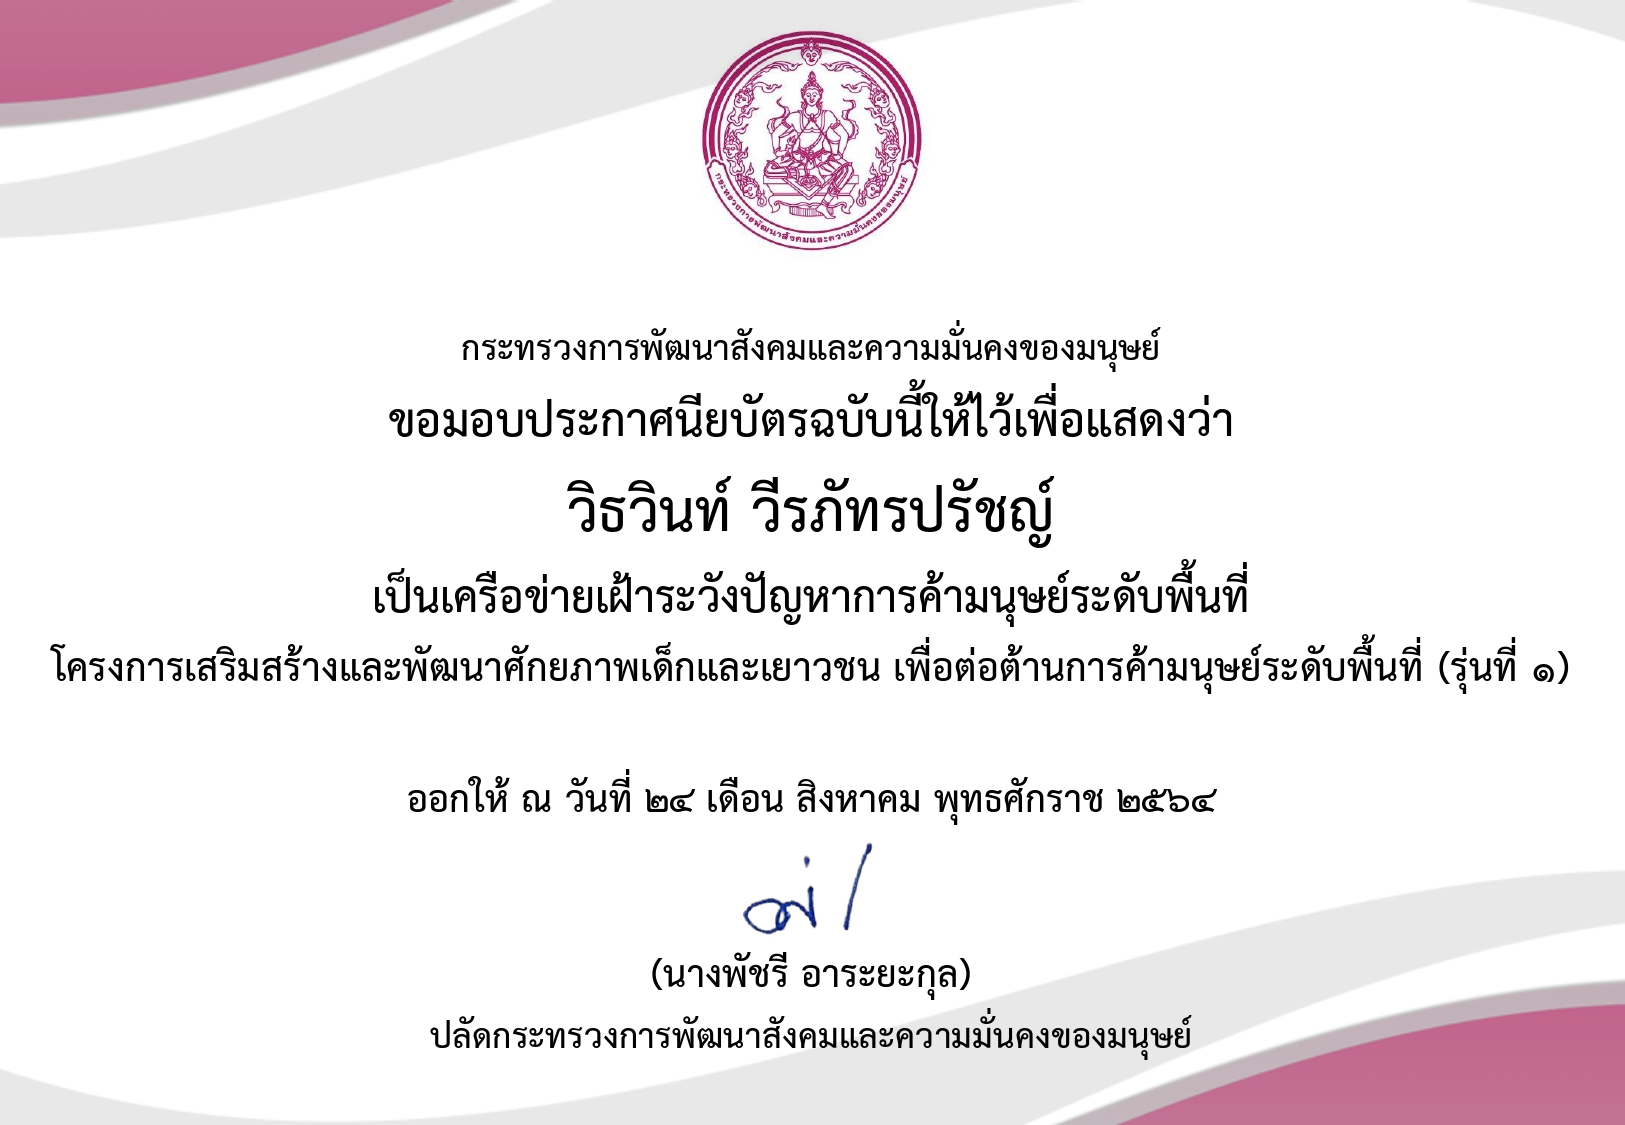 กระทรวงการพัฒนาสังคมและความมั่นคงของมนุษย์
กระทรวงการพัฒนาสังคมและความมั่นคงของมนุษย์
ขอมอบประกาศนียบัตรฉบับนี้ให้ไว้เพื่อแสดงว่า
วิธวินท์ วีรภัทรปรัชญ์
เป็นเครือข่ายเฝ้าระวังปัญหาการค้ามนุษย์ระดับพื้นที่
โครงการเสริมสร้างและพัฒนาศักยภาพเด็กและเยาวชน เพื่อต่อต้านการค้ามนุษย์ระดับพื้นที่ (รุ่นที่ ๑)
ออกให้ ณ วันที่ ๒๔ เดือน สิงหาคม พุทธศักราช ๒๕๖๔
(นางพัชรี อาระยะกุล)
ปลัดกระทรวงการพัฒนาสังคมและความมั่นคงของมนุษย์